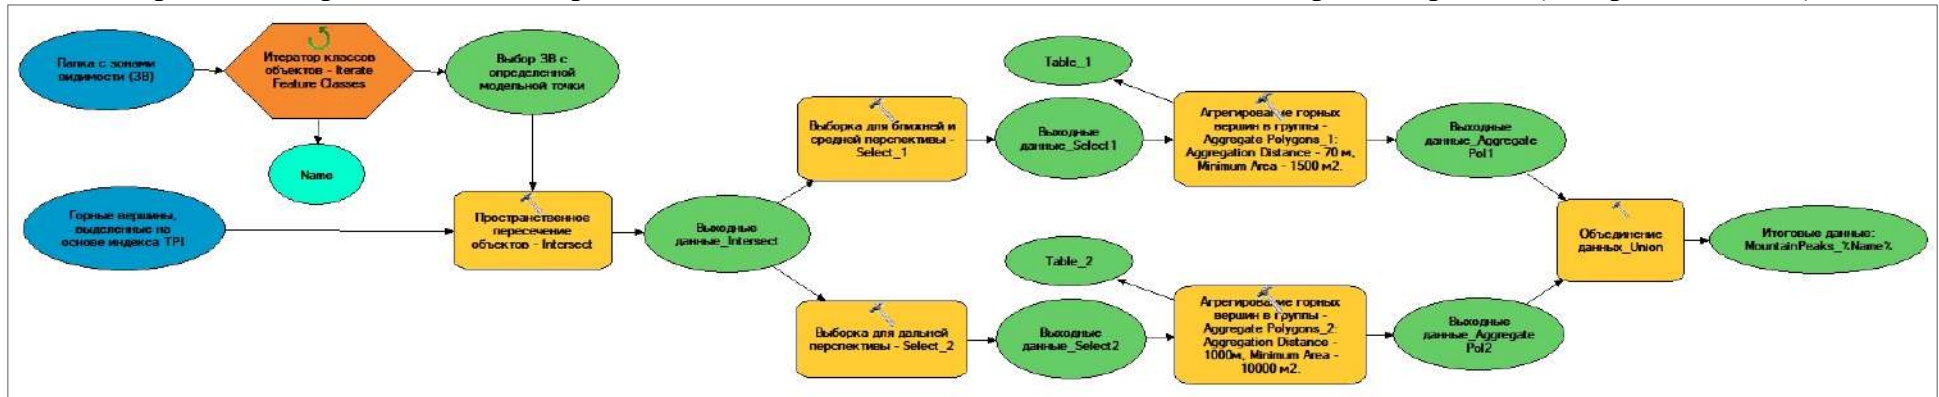 Папка с зонами
видимости (ЗВ)
Итератор классов
объектов - Iterate
Feature Classes
Выбор ЗВ с
определенной
модельной точки
Name
Горные вершины,
выделенные на
основе индекса TPI
Пространственное
пересечение
объектов - Intersect
Выходные
данные_Intersect
Выборка для ближней и
средней перспективы -
Select_1
Table_1
Выходные
данные_Select1
Агрегирование горных
вершин в группы -
Aggregate Polygons_1:
Aggregation Distance - 70 м,
Minimum Area - 1500 м2.
Выходные
данные_Aggregate
Pol1
Выборка для дальней
перспективы - Select_2
Table_2
Выходные
данные_Select2
Агрегирование горных
вершин в группы -
Aggregate Polygons_2:
Aggregation Distance -
1000м, Minimum Area -
10000 м2.
Выходные
данные_Aggregate
Pol2
Объединение
данных_Union
Итоговые данные:
MountainPeaks_%Name%